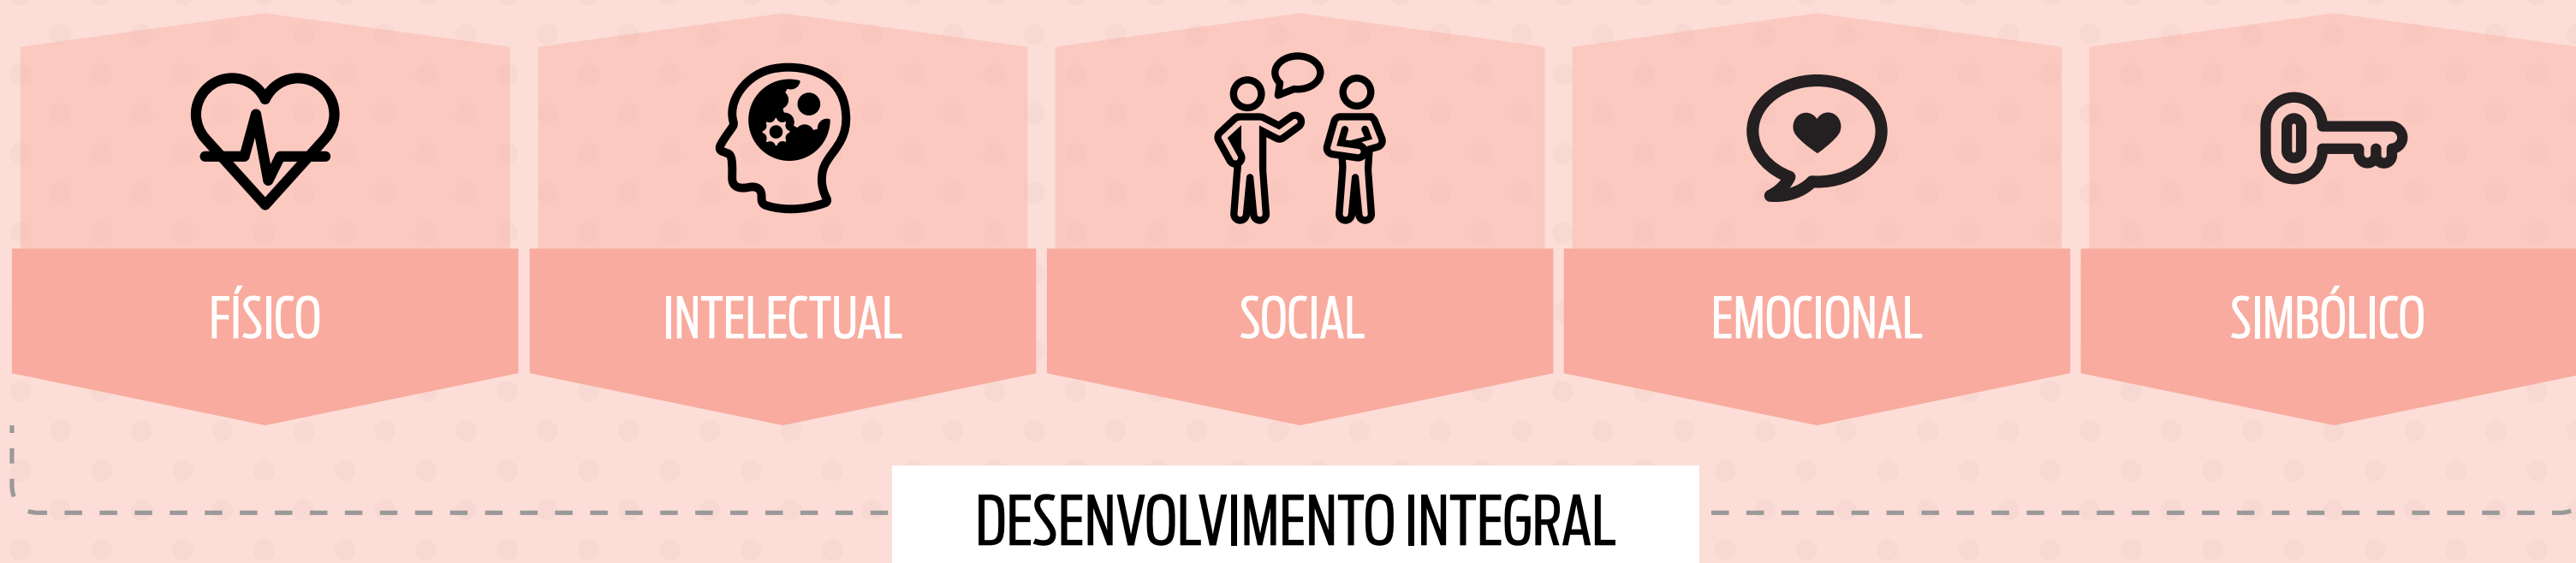 FÍSICO
INTELECTUAL
SOCIAL
EMOCIONAL
SIMBÓLICO
DESENVOLVIMENTO INTEGRAL